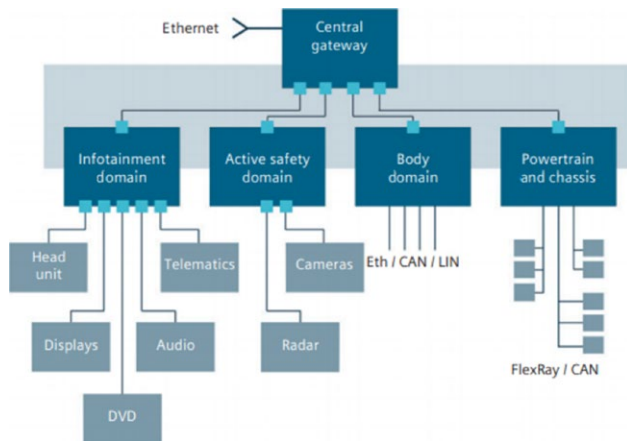 Ethernet
Central
gateway
Infotainment
domain
Active safety
domain
Body
domain
Powertrain
and chassis
Head
unit
Telematics
Cameras
Eth / CAN / LIN
Displays
Audio
Radar
FlexRay / CAN
DVD